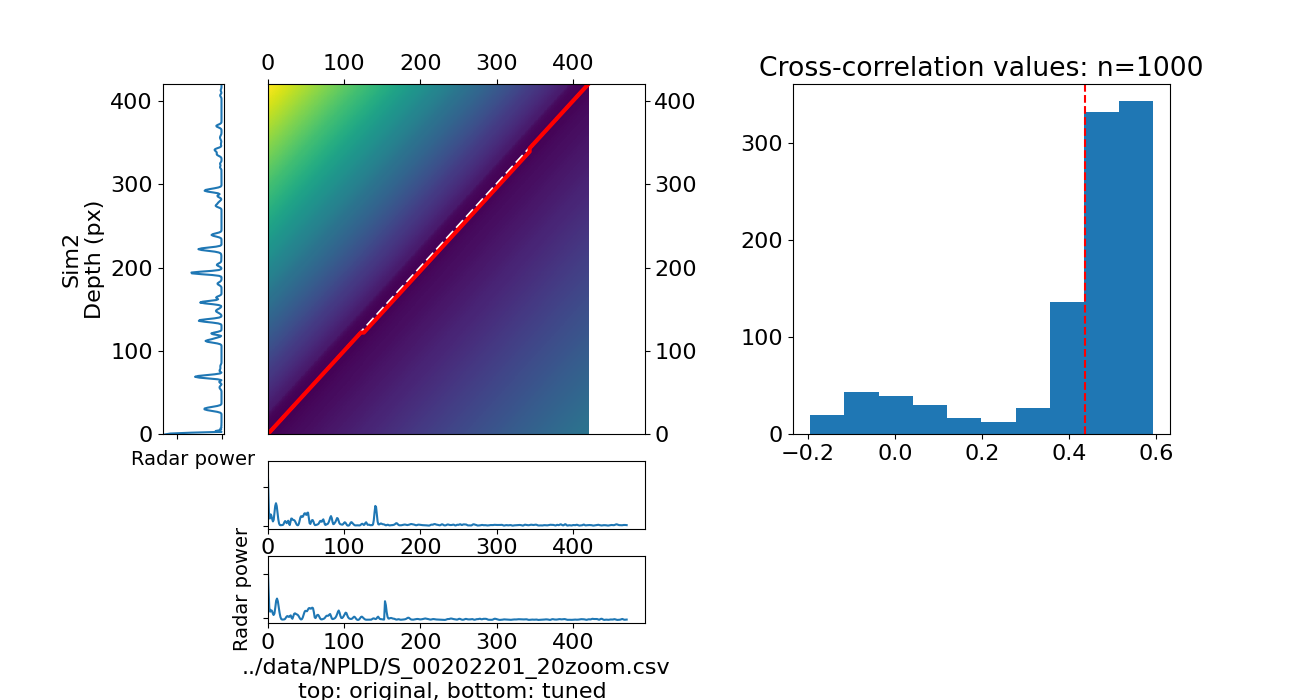 Cross-correlation values: n=1000
0 100 200 300 400
400
300
200
100
0
Sim2
Depth (px)
Radar power
400
300
200
100
0
300
200
100
0
−0.2 0.0 0.2 0.4 0.6
0 100 200 300 400
Radar power
0 100 200 300 400
../data/NPLD/S_00202201_20zoom.csv
top: original, bottom: tuned